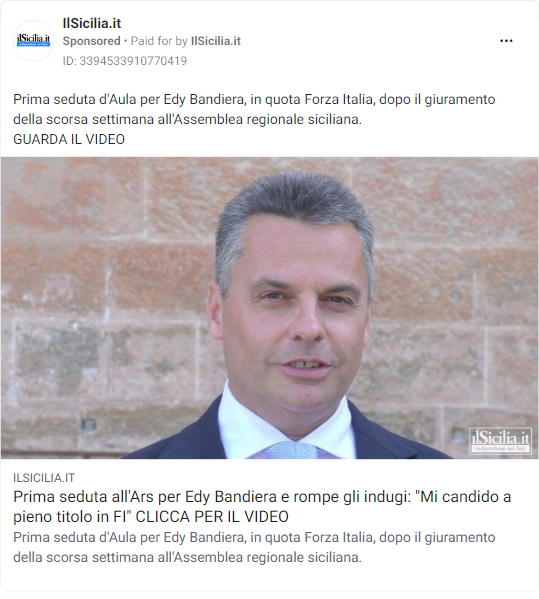 IlSicilia.it
Sponsored • Paid for by IlSicilia.it
ID: 3394533910770419
Prima seduta d'Aula per Edy Bandiera, in quota Forza Italia, dopo il giuramento
della scorsa settimana all'Assemblea regionale siciliana.
GUARDA IL VIDEO
ilSicilia.it
ILSICILIA.IT
Prima seduta all'Ars per Edy Bandiera e rompe gli indugi: "Mi candido a
pieno titolo in FI" CLICCA PER IL VIDEO
Prima seduta d'Aula per Edy Bandiera, in quota Forza Italia, dopo il giuramento
della scorsa settimana all'Assemblea regionale siciliana.